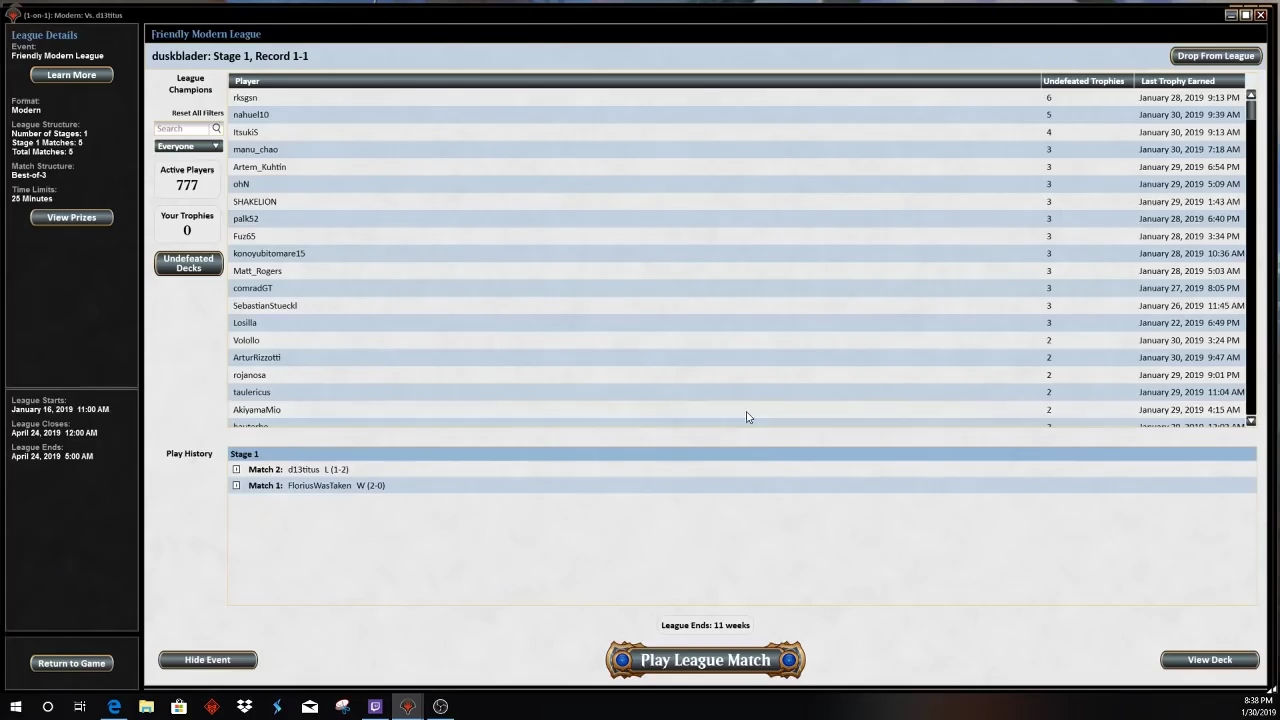 (1-on-1): Modern: Vs. d13titus
League Details
Event:
Friendly Modern League
Learn More
Format:
Modern
League Structure:
Number of Stages: 1
Stage 1 Matches: 5
Total Matches: 5
Match Structure:
Best-of-3
Time Limits:
25 Minutes
View Prizes
League Starts:
January 16, 2019 11:00 AM
League Closes:
April 24, 2019 12:00 AM
League Ends:
April 24, 2019 5:00 AM
Return to Game
Friendly Modern League
duskblader: Stage 1, Record 1-1
Drop From League
League Champions
Reset All Filters
Search
Everyone
Active Players
777
Your Trophies
0
Undefeated Decks
Player Undefeated Trophies Last Trophy Earned
rksgsn 6 January 28, 2019 9:13 PM
nahuel10 5 January 30, 2019 9:39 AM
ItsukiS 4 January 30, 2019 9:13 AM
manu_chao 3 January 30, 2019 7:18 AM
Artem_Kuhtin 3 January 29, 2019 6:54 PM
ohN 3 January 29, 2019 5:09 AM
SHAKELION 3 January 29, 2019 1:43 AM
palk52 3 January 28, 2019 6:40 PM
Fuz65 3 January 28, 2019 3:34 PM
konoyubitomare15 3 January 28, 2019 10:36 AM
Matt_Rogers 3 January 28, 2019 5:03 AM
comradGT 3 January 27, 2019 8:05 PM
SebastianStueckl 3 January 26, 2019 11:45 AM
Losilla 3 January 22, 2019 6:49 PM
Volollo 2 January 30, 2019 3:24 PM
ArturRizzotti 2 January 30, 2019 9:47 AM
rojanosa 2 January 29, 2019 9:01 PM
taulericus 2 January 29, 2019 11:04 AM
AkiyamaMio 2 January 29, 2019 4:15 AM
Play History
Stage 1
Match 2: d13titus L (1-2)
Match 1: FloriusWasTaken W (2-0)
League Ends: 11 weeks
Hide Event
Play League Match
View Deck
8:38 PM
1/30/2019